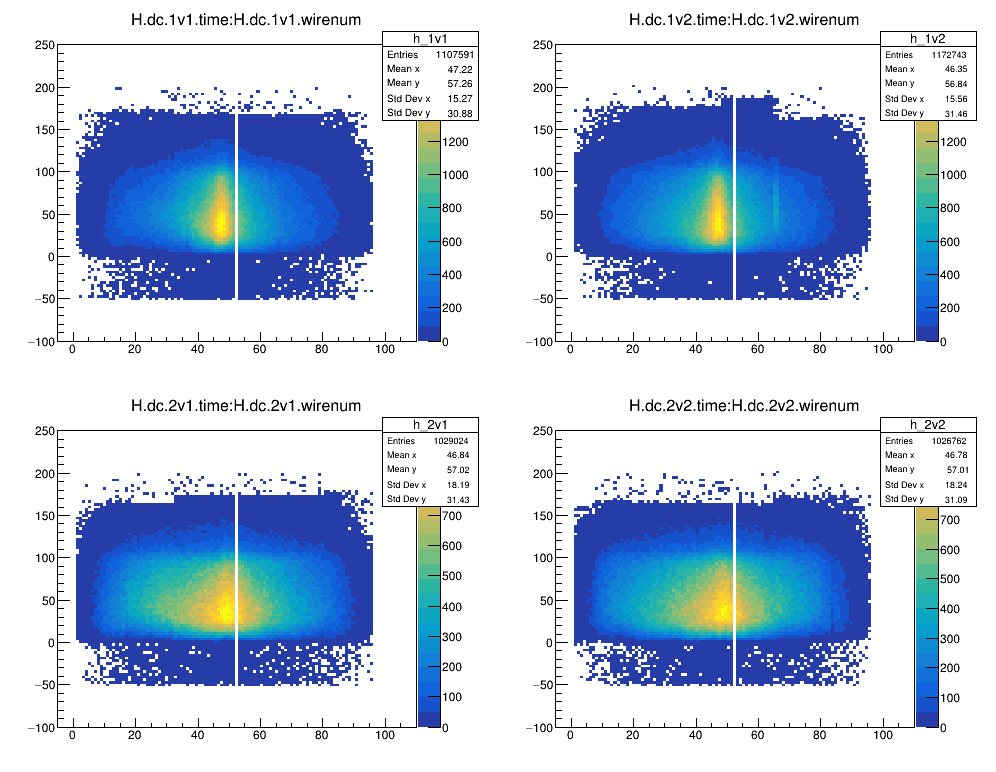 H.dc.1v1.time:H.dc.1v1.wirenum
h_1v1
Entries 1107591
Mean x 47.22
Mean y 57.26
Std Dev x 15.27
Std Dev y 30.88
250
200
150
100
50
0
−50
−100
0 20 40 60 80 100
1200
1000
800
600
400
200
0
H.dc.1v2.time:H.dc.1v2.wirenum
h_1v2
Entries 1172743
Mean x 46.35
Mean y 56.84
Std Dev x 15.56
Std Dev y 31.46
250
200
150
100
50
0
−50
−100
0 20 40 60 80 100
1200
1000
800
600
400
200
0
H.dc.2v1.time:H.dc.2v1.wirenum
h_2v1
Entries 1029024
Mean x 46.84
Mean y 57.02
Std Dev x 18.19
Std Dev y 31.43
250
200
150
100
50
0
−50
−100
0 20 40 60 80 100
700
600
500
400
300
200
100
0
H.dc.2v2.time:H.dc.2v2.wirenum
h_2v2
Entries 1026762
Mean x 46.78
Mean y 57.01
Std Dev x 18.24
Std Dev y 31.09
250
200
150
100
50
0
−50
−100
0 20 40 60 80 100
700
600
500
400
300
200
100
0